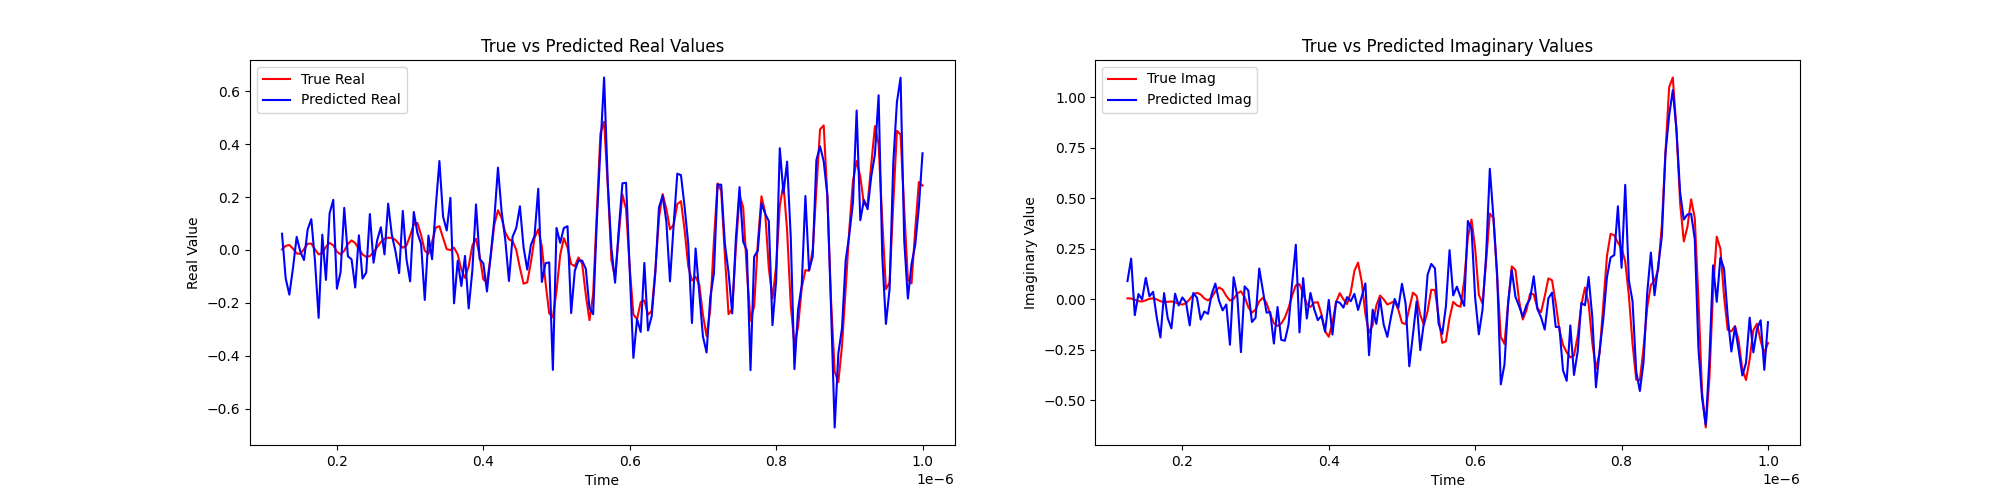 True vs Predicted Real Values
True Real
Predicted Real
Real Value
0.6
0.4
0.2
0.0
−0.2
−0.4
−0.6
0.2
0.4
0.6
0.8
1.0
1e−6
Time
True vs Predicted Imaginary Values
True Imag
Predicted Imag
Imaginary Value
1.00
0.75
0.50
0.25
0.00
−0.25
−0.50
0.2
0.4
0.6
0.8
1.0
1e−6
Time